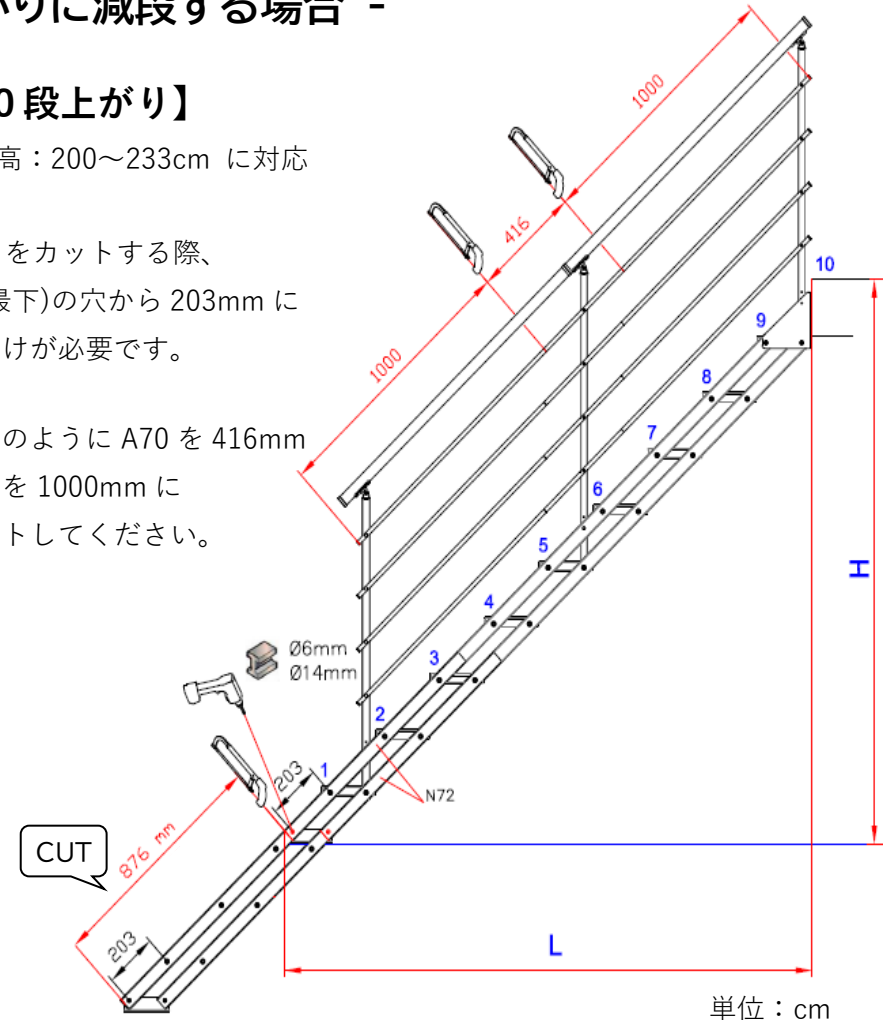 りに減段する場合 -
0 段上がり】
高：200～233cm に対応
をカットする際、
最下)の穴から 203mm に
けが必要です。
のように A70 を 416mm
を 1000mm に
トしてください。
1000
416
1000
10
9
8
7
6
5
4
3
2
1
H
Ø6mm
Ø14mm
203
N72
876 mm
CUT
203
L
単位：cm